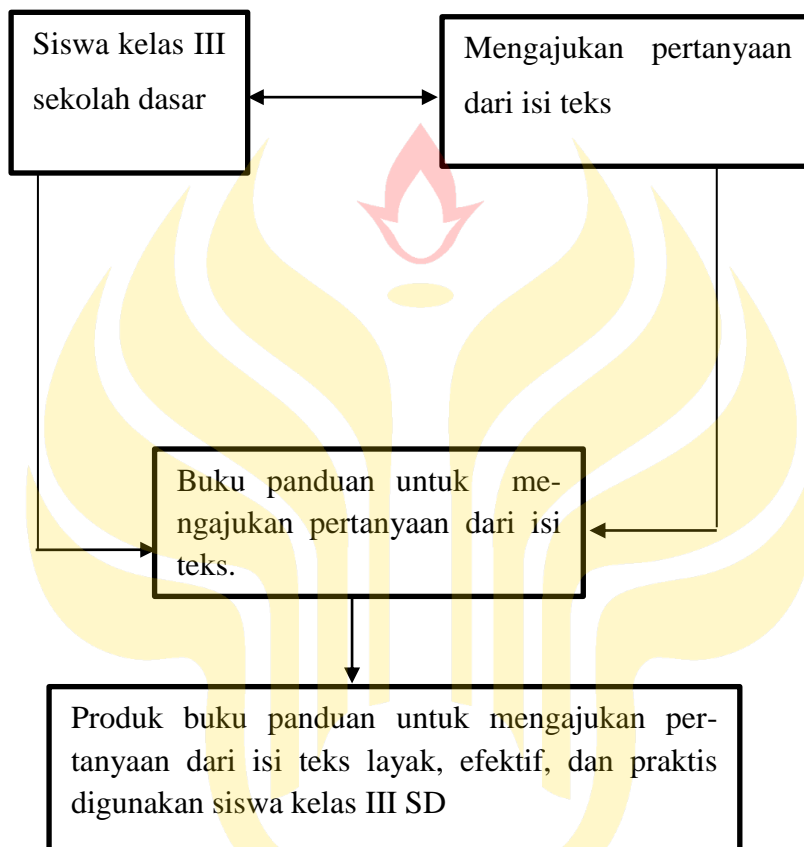 Siswa kelas III
sekolah dasar
Mengajukan pertanyaan
dari isi teks
Buku panduan untuk me-
ngajukan pertanyaan dari isi
teks.
Produk buku panduan untuk mengajukan per-
tanyaan dari isi teks layak, efektif, dan praktis
digunakan siswa kelas III SD